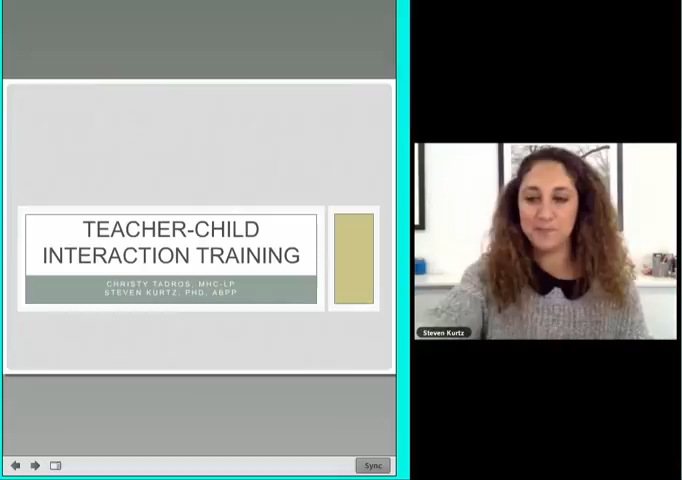 TEACHER-CHILD
INTERACTION TRAINING
CHRISTY TADROS, MHC-LP
STEVEN KURTZ, PHD, ABPP
Steven Kurtz
Sync